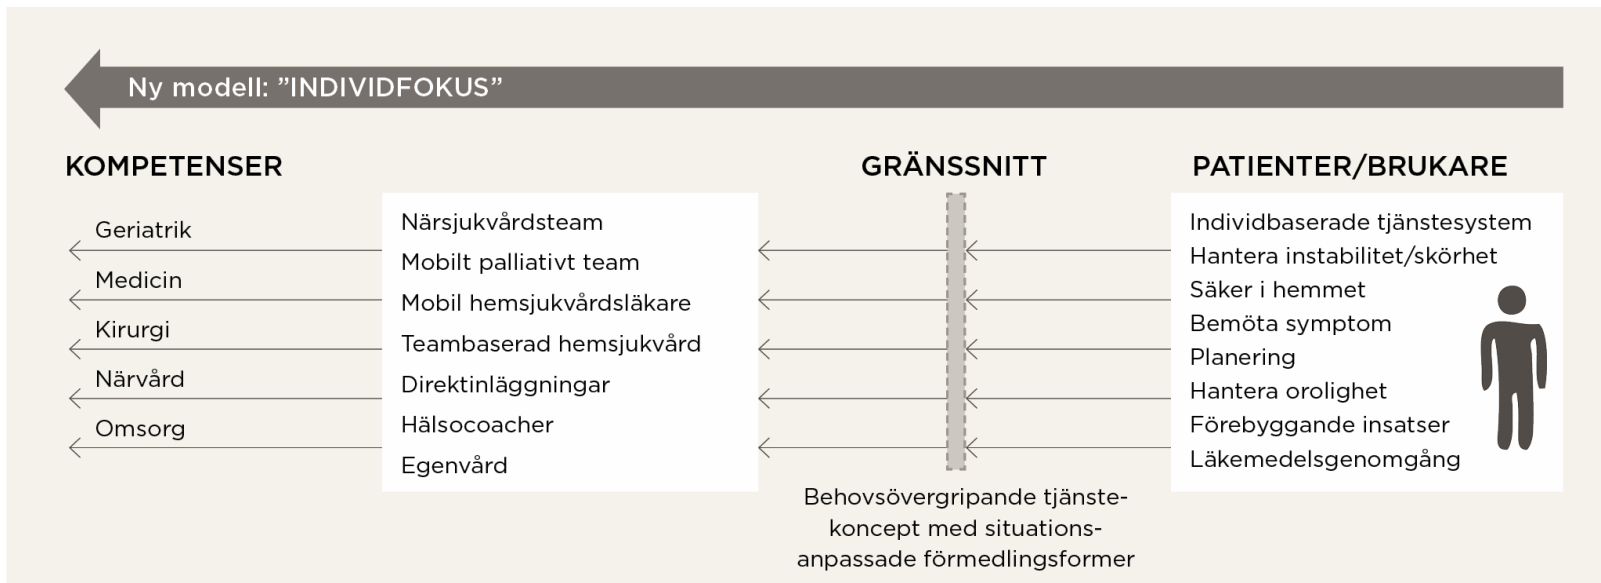 Ny modell: ”INDIVIDFOKUS”
KOMPETENSER
Geriatrik
Medicin
Kirurgi
Närvård
Omsorg
Närsjukvårdsteam
Mobilt palliativt team
Mobil hemsjukvårdsläkare
Teambaserad hemsjukvård
Direktinläggningar
Hälsocoacher
Egenvård
GRÄNSSNITT
Behovsövergripande tjänste-
koncept med situations-
anpassade förmedlingsformer
PATIENTER/BRUKARE
Individbaserade tjänstesystem
Hantera instabilitet/skörhet
Säker i hemmet
Bemöta symptom
Planering
Hantera orolighet
Förebyggande insatser
Läkemedelsgenomgång